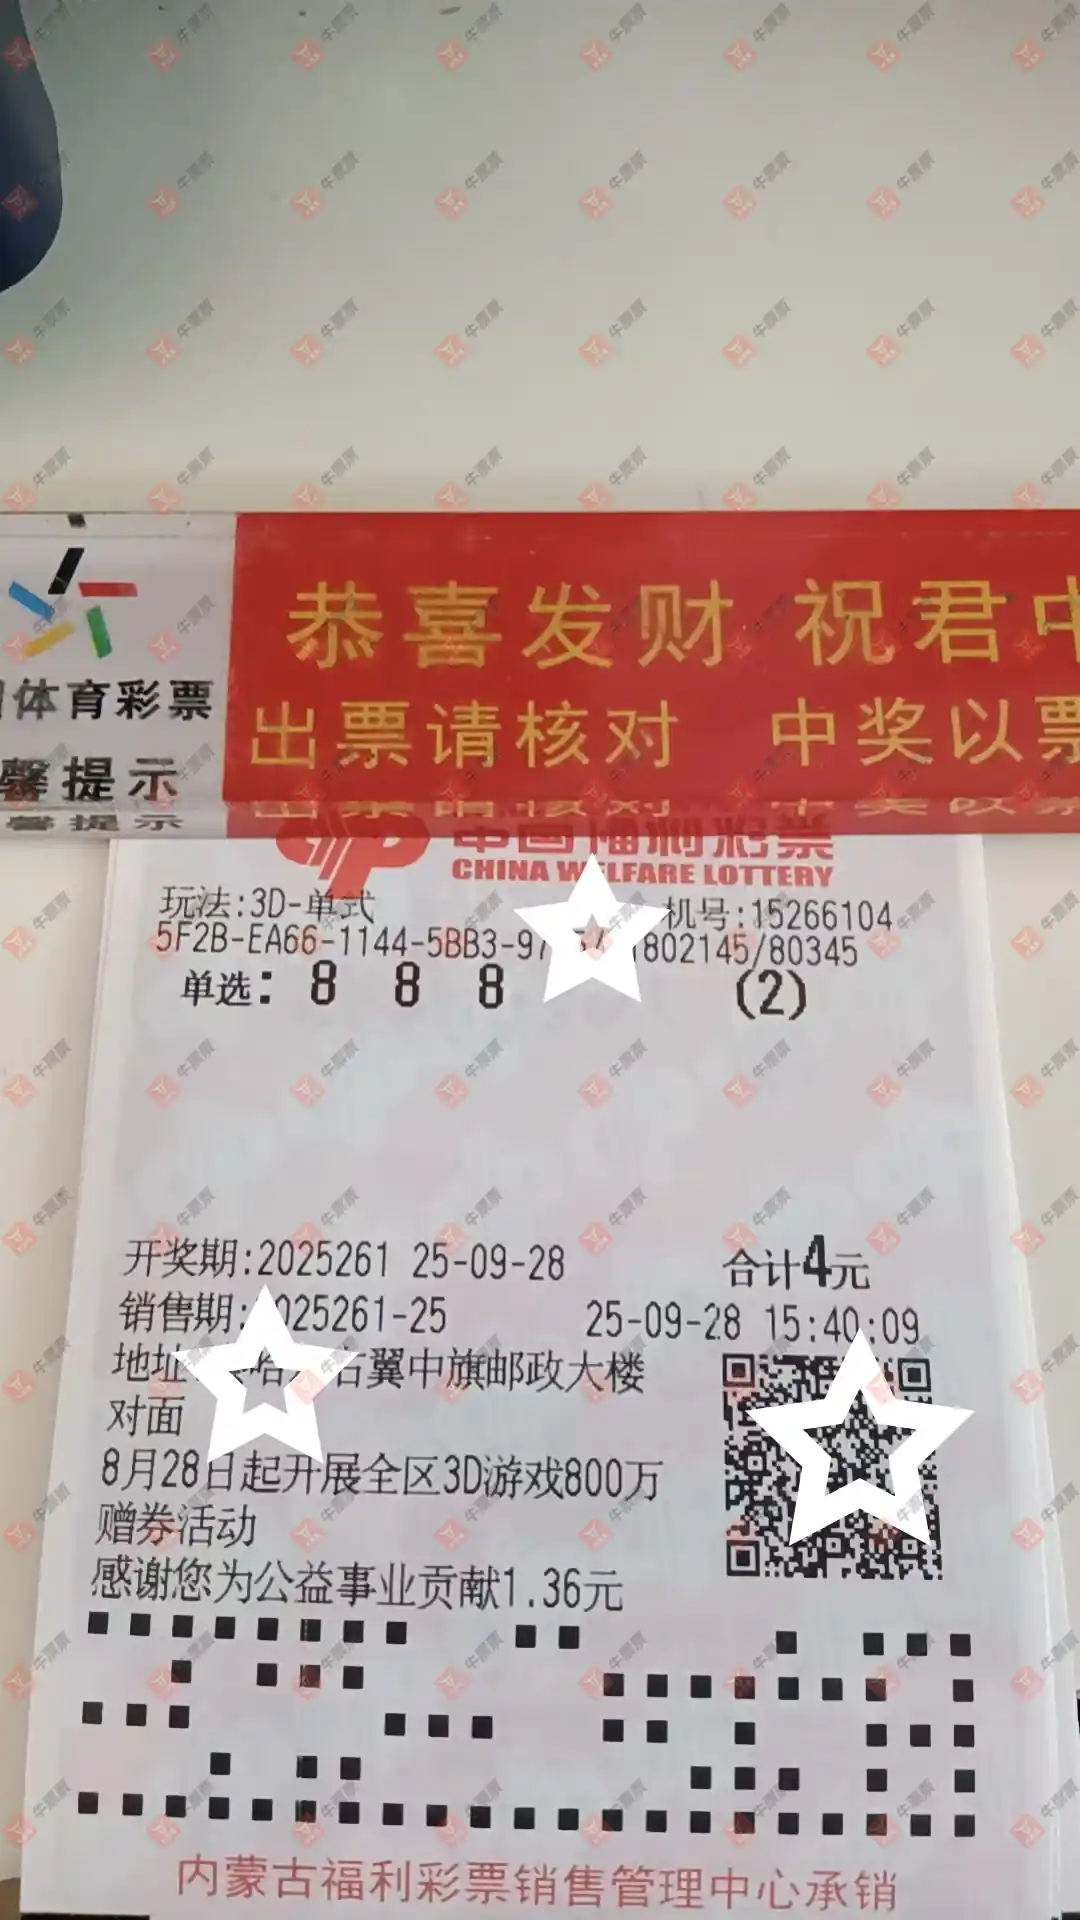 恭喜发财 祝君中
出票请核对 中奖以票
体育彩票
馨提示
中国福利彩票
CHINA WELFARE LOTTERY
玩法:3D-单式
机号:15266104
5F2B-EA66-1144-5BB3-97
802145/80345
单选: 8 8 8 (2)
开奖期:2025261 25-09-28 合计4元
销售期:2025261-25 25-09-28 15:40:09
地址 右翼中旗邮政大楼
对面
8月28日起开展全区3D游戏800万
赠券活动
感谢您为公益事业贡献1.36元
内蒙古福利彩票销售管理中心承销
牛票票